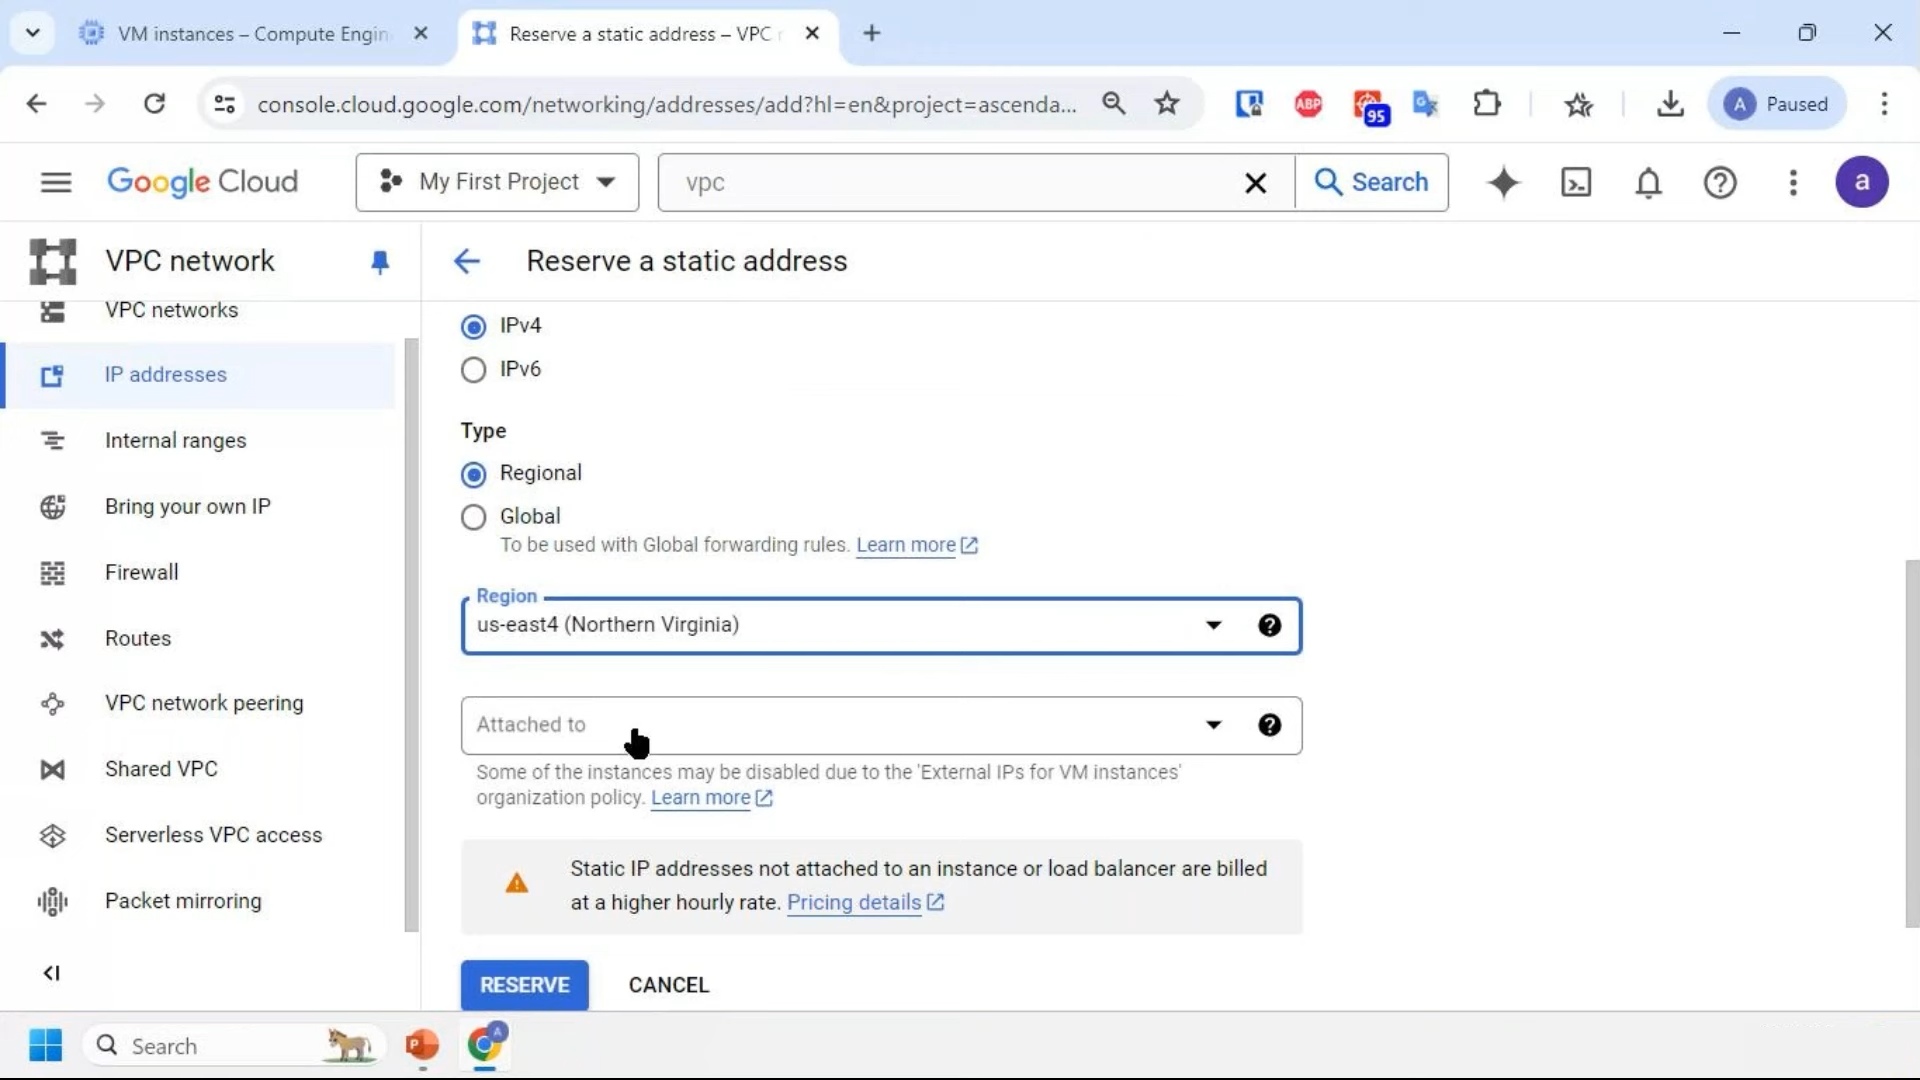 VM instances – Compute Engin
Reserve a static address – VPC
console.cloud.google.com/networking/addresses/add?hl=en&project=ascenda...
ABP
95
A Paused
Google Cloud
My First Project
vpc
Search
a
VPC network
Reserve a static address
VPC networks
IP addresses
Internal ranges
Bring your own IP
Firewall
Routes
VPC network peering
Shared VPC
Serverless VPC access
Packet mirroring
IPv4
IPv6
Type
Regional
Global
To be used with Global forwarding rules. Learn more
Region
us-east4 (Northern Virginia)
Attached to
Some of the instances may be disabled due to the 'External IPs for VM instances'
organization policy. Learn more
Static IP addresses not attached to an instance or load balancer are billed
at a higher hourly rate. Pricing details
RESERVE
CANCEL
Search
P
A